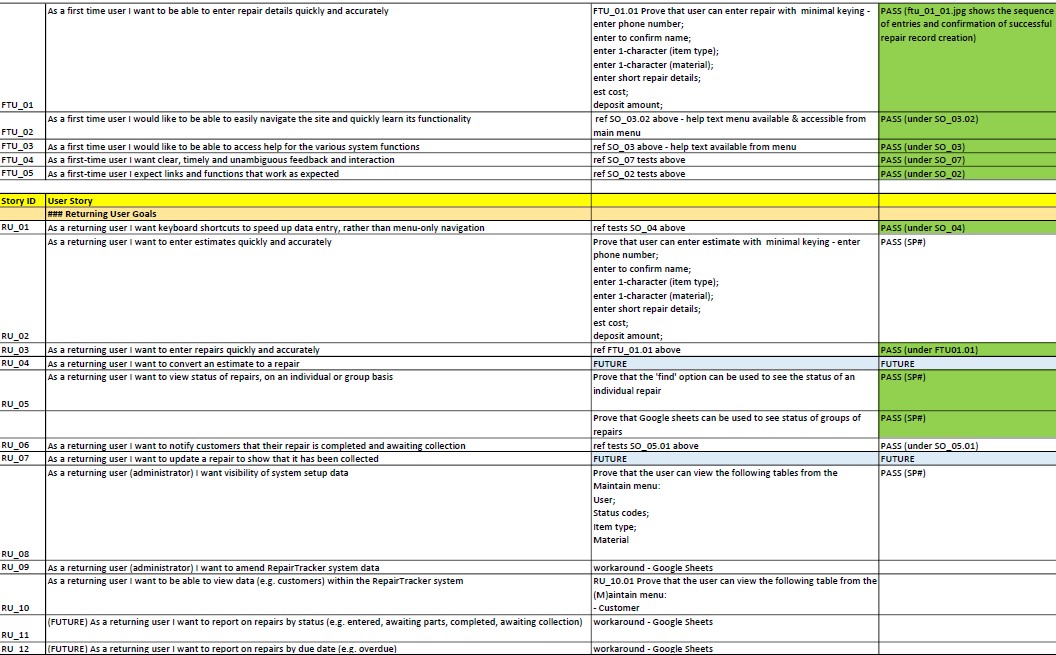 As a first time user I want to be able to enter repair details quickly and accurately
FTU_01.01 Prove that user can enter repair with minimal keying -
enter phone number;
enter to confirm name;
enter 1-character (item type);
enter 1-character (material);
enter short repair details;
est cost;
deposit amount;
PASS (ftu_01_01.jpg shows the sequence
of entries and confirmation of successful
repair record creation)
FTU_01
As a first time user I would like to be able to easily navigate the site and quickly learn its functionality
ref SO_03.02 above - help text menu available & accessible from
main menu
PASS (under SO_03.02)
FTU_02
FTU_03 As a first time user I would like to be able to access help for the various system functions ref SO_03 above - help text available from menu PASS (under SO_03)
FTU_04 As a first-time user I want clear, timely and unambiguous feedback and interaction ref SO_07 tests above PASS (under SO_07)
FTU_05 As a first-time user I expect links and functions that work as expected ref SO_02 tests above PASS (under SO_02)
Story ID User Story
### Returning User Goals
RU_01 As a returning user I want keyboard shortcuts to speed up data entry, rather than menu-only navigation ref tests SO_04 above PASS (under SO_04)
As a returning user I want to enter estimates quickly and accurately
Prove that user can enter estimate with minimal keying - enter
phone number;
enter to confirm name;
enter 1-character (item type);
enter 1-character (material);
enter short repair details;
est cost;
deposit amount;
PASS (SP#)
RU_02
RU_03 As a returning user I want to enter repairs quickly and accurately ref FTU_01.01 above PASS (under FTU01.01)
RU_04 As a returning user I want to convert an estimate to a repair FUTURE FUTURE
As a returning user I want to view status of repairs, on an individual or group basis
Prove that the 'find' option can be used to see the status of an
individual repair
PASS (SP#)
RU_05
Prove that Google sheets can be used to see status of groups of
repairs
PASS (SP#)
RU_06 As a returning user I want to notify customers that their repair is completed and awaiting collection ref tests SO_05.01 above PASS (under SO_05.01)
RU_07 As a returning user I want to update a repair to show that it has been collected FUTURE FUTURE
As a returning user (administrator) I want visibility of system setup data
Prove that the user can view the following tables from the
Maintain menu:
User;
Status codes;
Item type;
Material
PASS (SP#)
RU_08
RU_09 As a returning user (administrator) I want to amend RepairTracker system data workaround - Google Sheets
As a returning user I want to be able to view data (e.g. customers) within the RepairTracker system
RU_10.01 Prove that the user can view the following table from the
(M)aintain menu:
- Customer
RU_10
(FUTURE) As a returning user I want to report on repairs by status (e.g. entered, awaiting parts, completed, awaiting collection) workaround - Google Sheets
RU_11
RU_12 (FUTURE) As a returning user I want to report on repairs by due date (e.g. overdue) workaround - Google Sheets